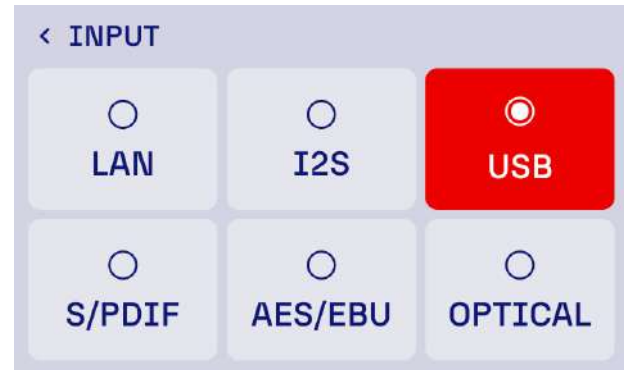 < INPUT
LAN
I2S
USB
S/PDIF
AES/EBU
OPTICAL